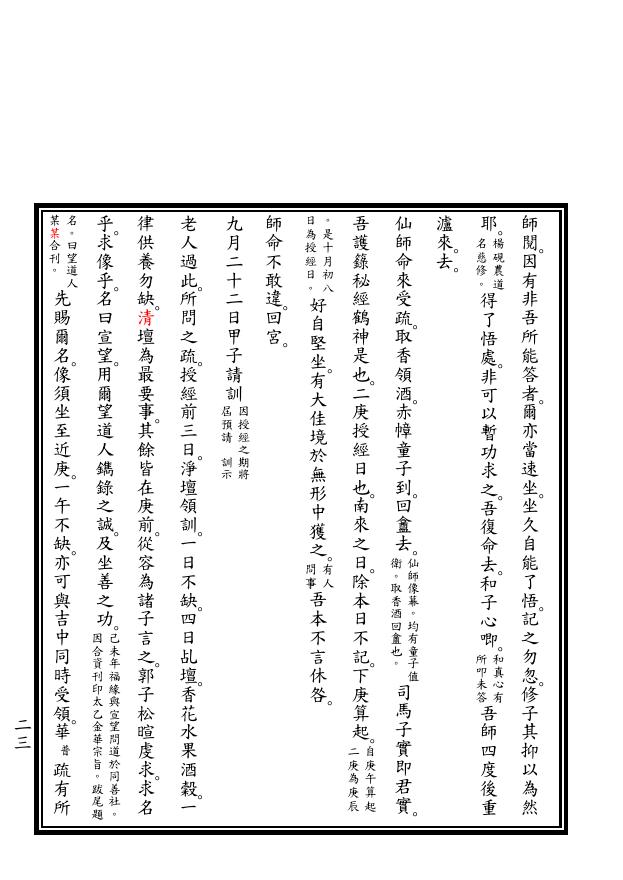 師閱。因有非吾所能答者。爾亦當速坐。坐久自能了悟。記之勿忽。修子其抑以為然
耶。楊硯農道名慈修。得了悟處。非可以暫功求之。吾復命去。和子心唧。和真心有所叩未答吾師四度後重
瀘來。去。
仙師命來受疏。取香領酒。赤幛童子到。回盦去。仙師像幕。均有童子值衛。取香酒回盦也。司馬子實即君實。
吾護籙秘經鶴神是也。二庚授經日也。南來之日。除本日不記。下庚算起。自庚午算起二庚為庚辰
。是十月初八日為授經日。好自堅坐。有大佳境於無形中獲之。有人問事吾本不言休咎。
師命不敢違。回宮。
九月二十二日甲子請訓因授經之期將屆預請 訓示
老人過此。所問之疏。授經前三日。淨壇領訓。一日不缺。四日乩壇。香花水果酒穀。一
律供養勿缺。清壇為最要事。其餘皆在庚前。從容為諸子言之。郭子松暄虔求。求名
乎。求像乎。名曰宣望。用爾望道人鐫錄之誠。及坐善之功。己未年福緣與宣望問道於同善社。因合資刊印太乙金華宗旨。跋尾題
名。曰望道人某某合刊。先賜爾名。像須坐至近庚。一午不缺。亦可與吉中同時受領。華普疏有所
二三